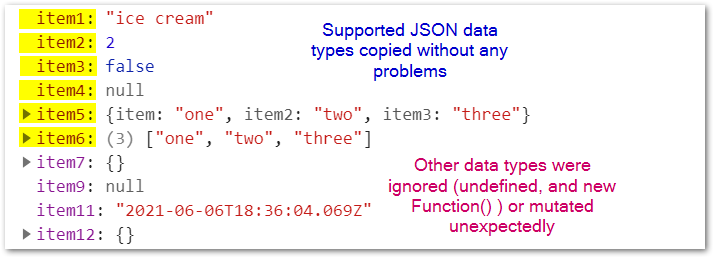 item1: "ice cream"
item2: 2
item3: false
item4: null
item5: {item: "one", item2: "two", item3: "three"}
item6: (3) ["one", "two", "three"]
item7: {}
item9: null
item11: "2021-06-06T18:36:04.069Z"
item12: {}
Supported JSON data
types copied without any
problems
Other data types were
ignored (undefined, and new
Function() ) or mutated
unexpectedly